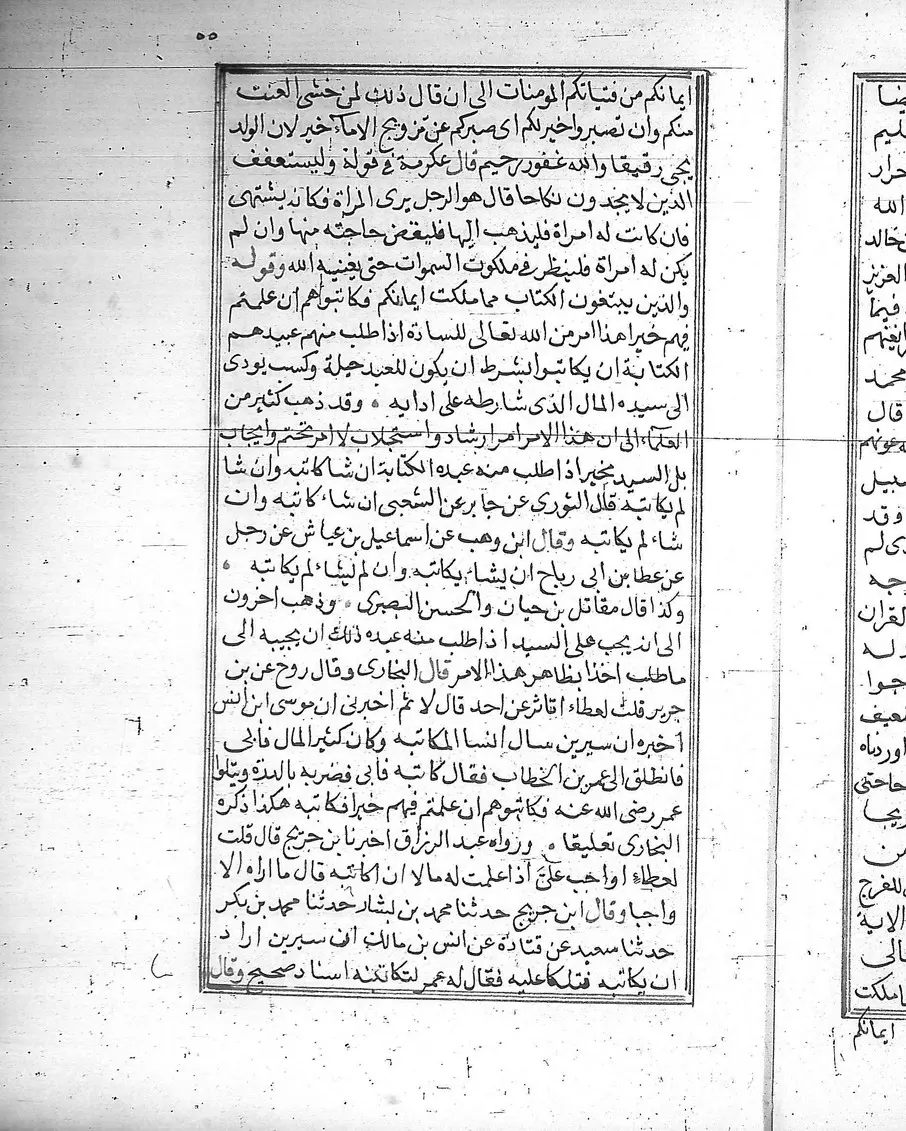 ايمانكم من فتياتكم المومنات الى ان قال ذلك لمن خشى العنت
منكم وان تصبروا خير لكم اى صبركم عن تزويج الاماء خير لان الولد
يجى رقيقا والله غفور رحيم قال عكرمة فى قولة وليستعفف
الذين لا يجدون نكاحا قال هو الرجل يرى المراة فكانه يشتهى
فان كانت له امراة فليذهب اليها فليقض حاجته منها وان لم
يكن له امراة فلينظر فى ملكوت السموات حتى يغنيه الله وقوله
والذين يبتغون الكتاب مما ملكت ايمانكم فكاتبوهم ان علمتم
فيهم خيرا هذا امر من الله تعالى للسادة اذا طلب منهم عبيدهم
الكتابة ان يكاتبوا بشرط ان يكون للعبد حيلة وكسب يودى
الى سيده المال الذى شارطه على ادايه ٠ وقد ذهب كثير من
العلماء الى ان هذا الامر امر ارشاد واستجلاب لا امر تحتم وايجاب
بل السيد مخير اذا طلب منه عبده الكتابة ان شا كاتبه وان شا
لم يكاتبه قال الثورى عن جابر عن الشعبى ان شاء كاتبه وان
شاء لم يكاتبه وقال ابن وهب عن اسماعيل بن عياش عن رجل
عن عطا بن ابى رباح ان يشاء يكاتبه وان لم يشاء لم يكاتبه ٠
وكذا قال مقاتل بن حيان والحسن البصرى ٠ وذهب اخرون
الى انه يجب على السيد اذا طلب منه عبده ذلك ان يجيبه الى
ما طلب اخذا بظاهر هذا الامر قال البخارى وقال روح عن بن
جرير قلت لعطاء اتاثر عن احد قال لا ثم اخبرنى ان موسى ابن انس
اخبره ان سيرين سال انسا المكاتبه وكان كثير المال فابى
فانطلق الى عمر بن الخطاب فقال كاتبه فابى فضربه بالدرة ويتلوا
عمر رضى الله عنه فكاتبوهم ان علمتم فيهم خيرا فكاتبه هكذا ذكره
البخارى تعليقا ٠ ورواه عبد الرزاق اخبرنا بن جريج قال قلت
لعطاء اواجب علىّ اذا علمت له مالا ان اكاتبه قال ما اراه الا
واجبا وقال ابن جريج حدثنا محمد بن بشار حدثنا محمد بن بكر
حدثنا سعيد عن قتادة عن انس بن مالك ان سيرين اراد
ان يكاتبه فتلكا عليه فقال له عمر لتكاتبنه اسناد صحيح وقال